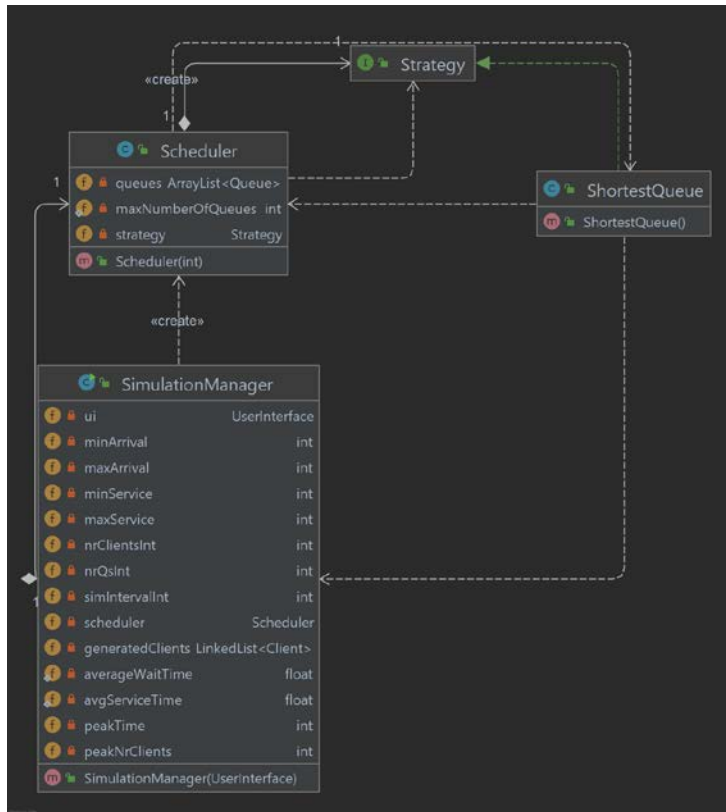 1
Strategy
«create»
1
Scheduler
queues ArrayList<Queue>
1
maxNumberOfQueues int
strategy Strategy
Scheduler(int)
ShortestQueue
ShortestQueue()
«create»
SimulationManager
ui UserInterface
minArrival int
maxArrival int
minService int
maxService int
nrClientsInt int
nrQsInt int
simIntervalInt int
1
scheduler Scheduler
generatedClients LinkedList<Client>
averageWaitTime float
avgServiceTime float
peakTime int
peakNrClients int
SimulationManager(UserInterface)